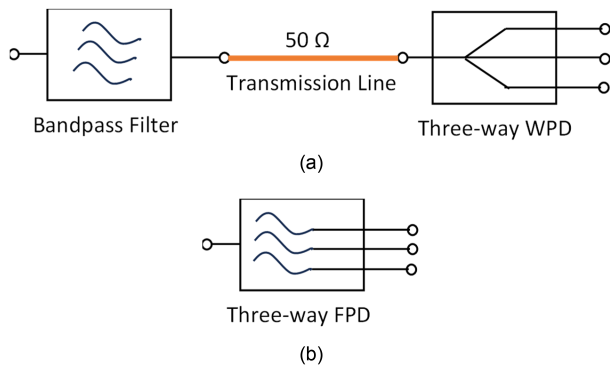 50 Ω
Transmission Line
Bandpass Filter
Three-way WPD
(a)
Three-way FPD
(b)